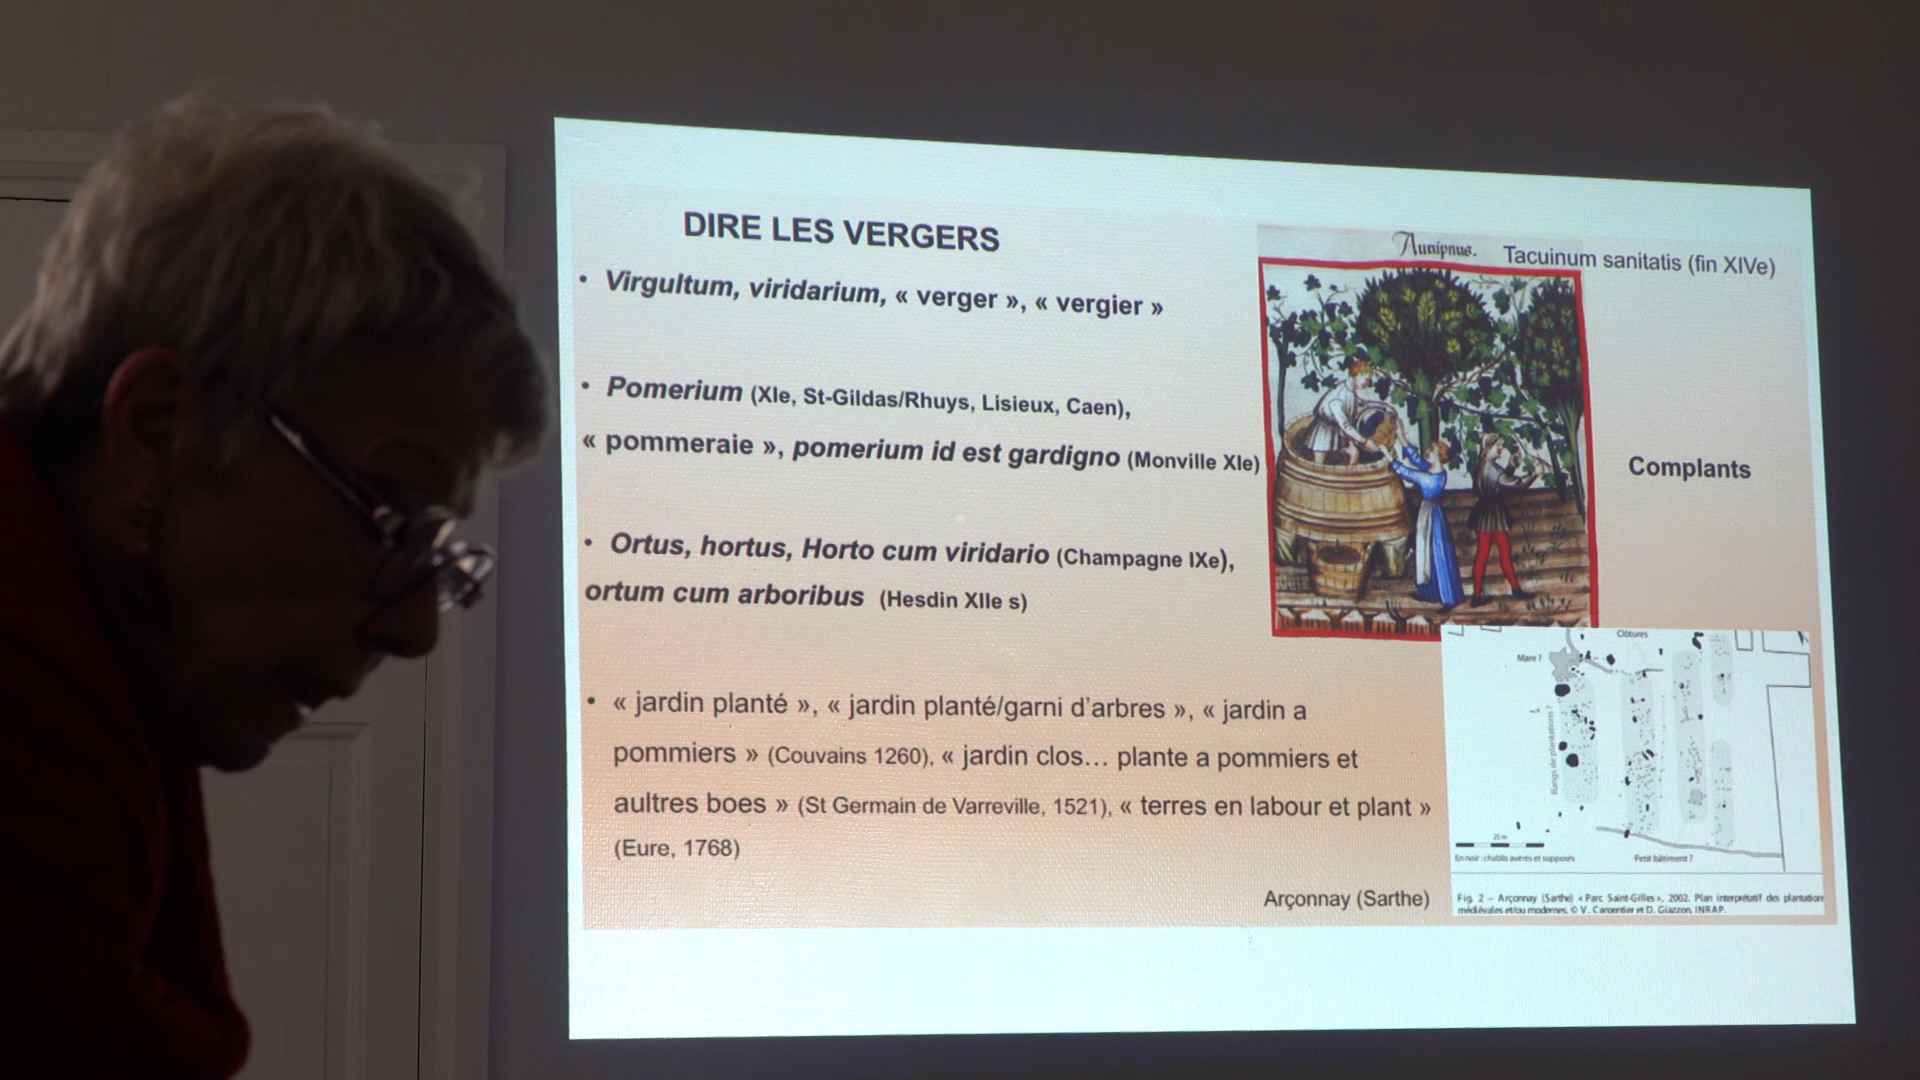 DIRE LES VERGERS
• Virgultum, viridarium, « verger », « vergier »
• Pomerium (XIe, St-Gildas/Rhuys, Lisieux, Caen),
« pommeraie », pomerium id est gardigno (Monville XIe)
• Ortus, hortus, Horto cum viridario (Champagne IXe),
ortum cum arboribus (Hesdin XIIe s)
• « jardin planté », « jardin planté/garni d'arbres », « jardin a
pommiers » (Couvains 1260), « jardin clos... plante a pommiers et
aultres boes » (St Germain de Varreville, 1521), « terres en labour et plant »
(Eure, 1768)
Tacuinum sanitatis (fin XIVe)
Complants
Arçonnay (Sarthe)
Clôtures
Mare ?
Rangs de plantations ?
25 m
En noir : chablis avérés et supposés
Petit bâtiment ?
Fig. 2 – Arçonnay (Sarthe) « Parc Saint-Gilles », 2002. Plan interprétatif des plantations
médiévales et/ou modernes. © V. Carpentier et D. Giazzon, INRAP.